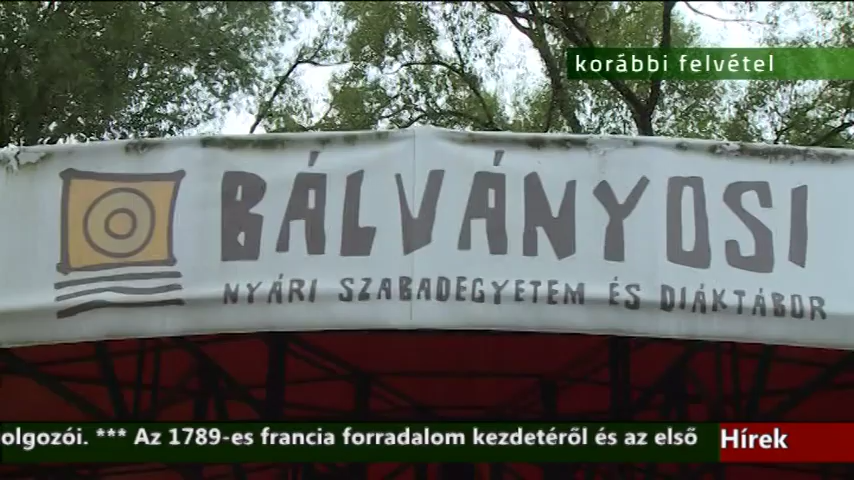 korábbi felvétel
BÁLVÁNYOSI
NYÁRI SZABADEGYETEM ÉS DIÁKTÁBOR
olgozói. *** Az 1789-es francia forradalom kezdetéről és az első
Hírek